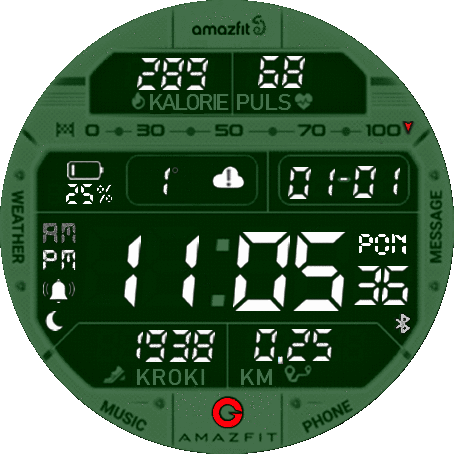 amazfit
289 68
KALORIE PULS
0 30 50 70 100
25% 1° 01-01
WEATHER
MESSAGE
AM
PM
11:05
PON
36
1938 0.25
KROKI KM
MUSIC
PHONE
AMAZFIT